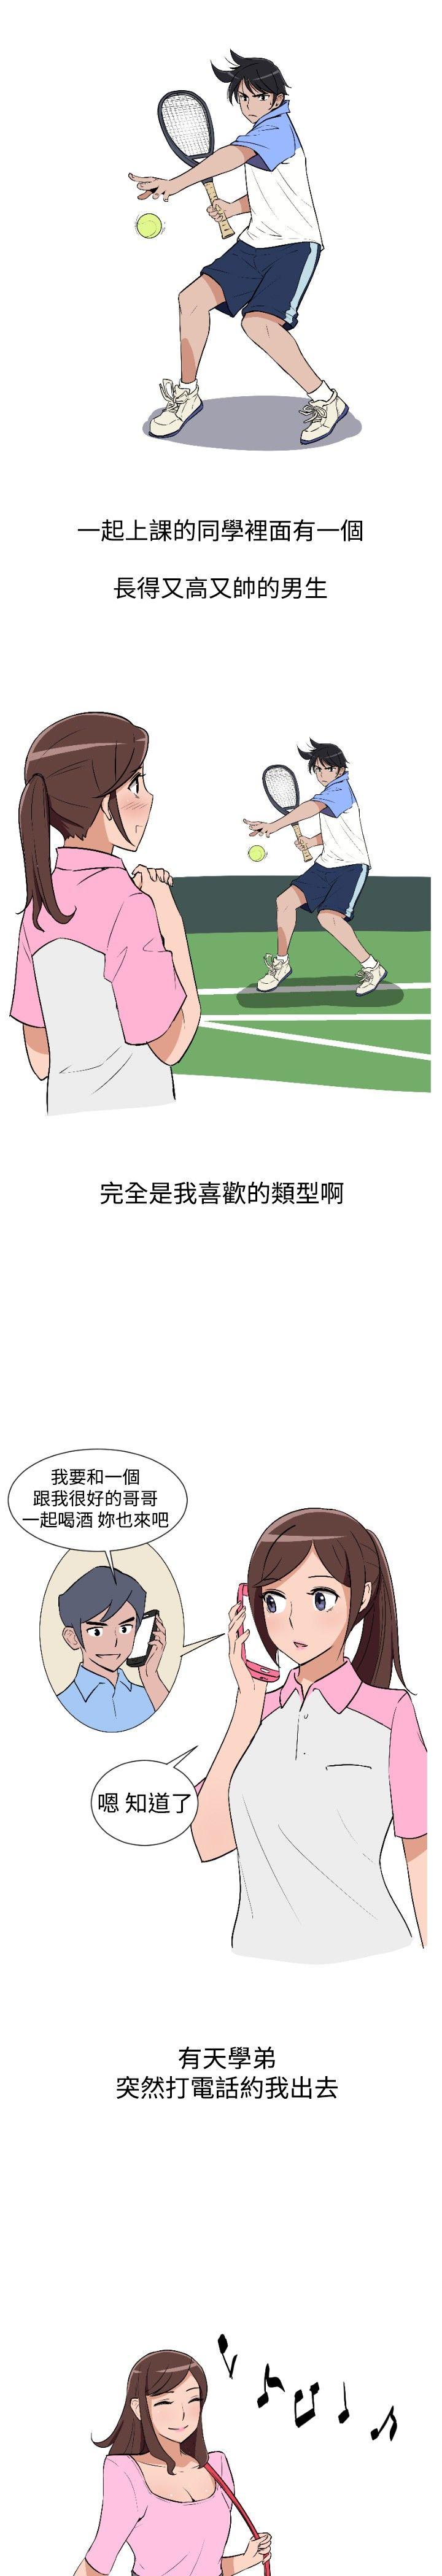 一起上課的同學裡面有一個
長得又高又帥的男生
完全是我喜歡的類型啊
我要和一個
跟我很好的哥哥
一起喝酒 妳也來吧
嗯 知道了
有天學弟
突然打電話約我出去